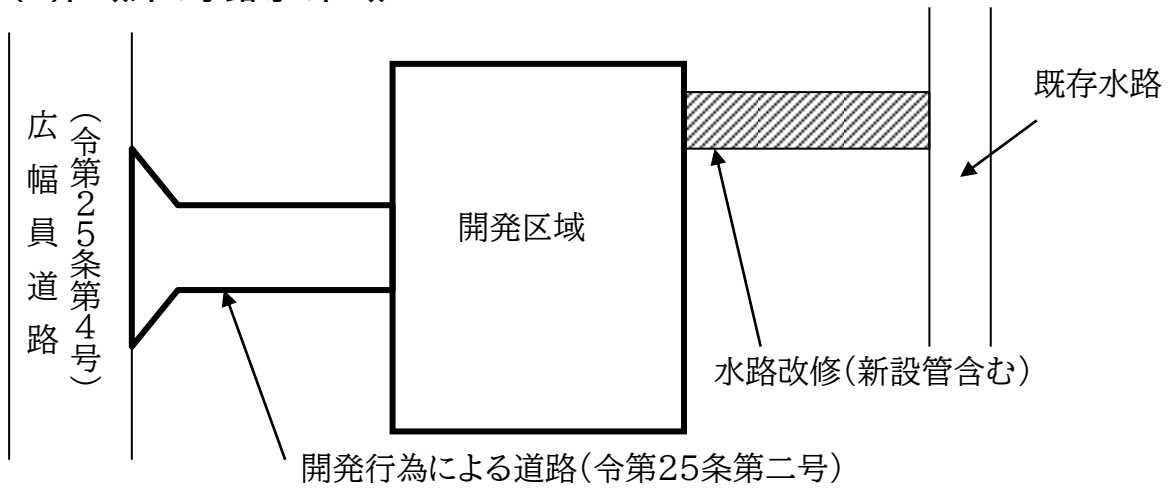 既存水路
広幅員道路
(令第25条第4号)
開発区域
水路改修(新設管含む)
開発行為による道路(令第25条第二号)